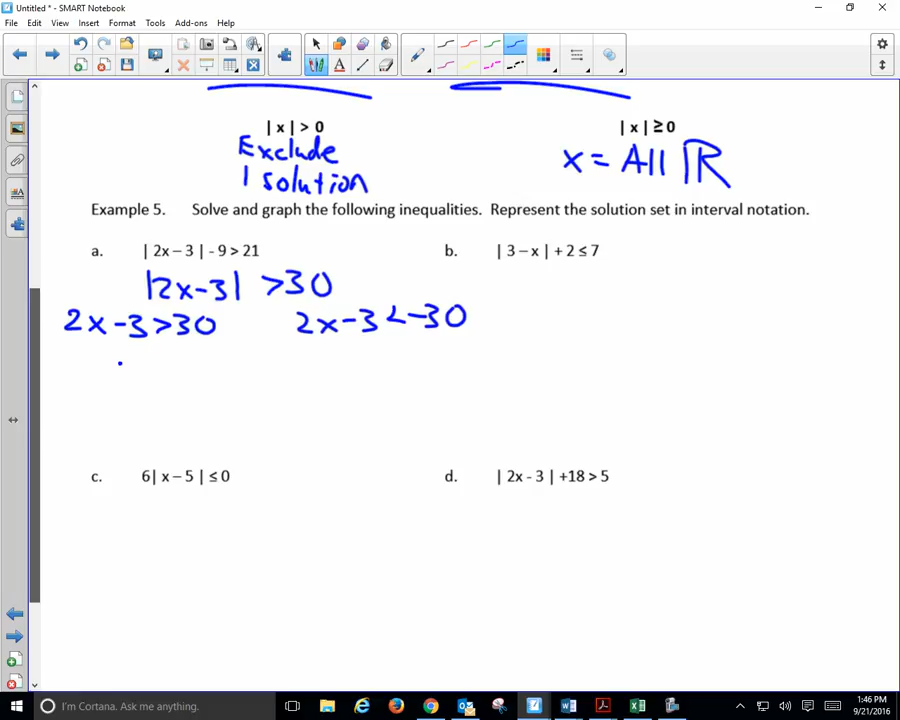 Untitled * - SMART Notebook
File Edit View Insert Format Tools Add-ons Help
| x | > 0
| x | ≥ 0
Exclude
1 solution
x = All ℝ
Example 5. Solve and graph the following inequalities. Represent the solution set in interval notation.
a. | 2x – 3 | - 9 > 21
b. | 3 – x | + 2 ≤ 7
|2x-3| >30
2x-3>30
2x-3<-30
c. 6| x – 5 | ≤ 0
d. | 2x - 3 | +18 > 5
I'm Cortana. Ask me anything.
1:46 PM
9/21/2016